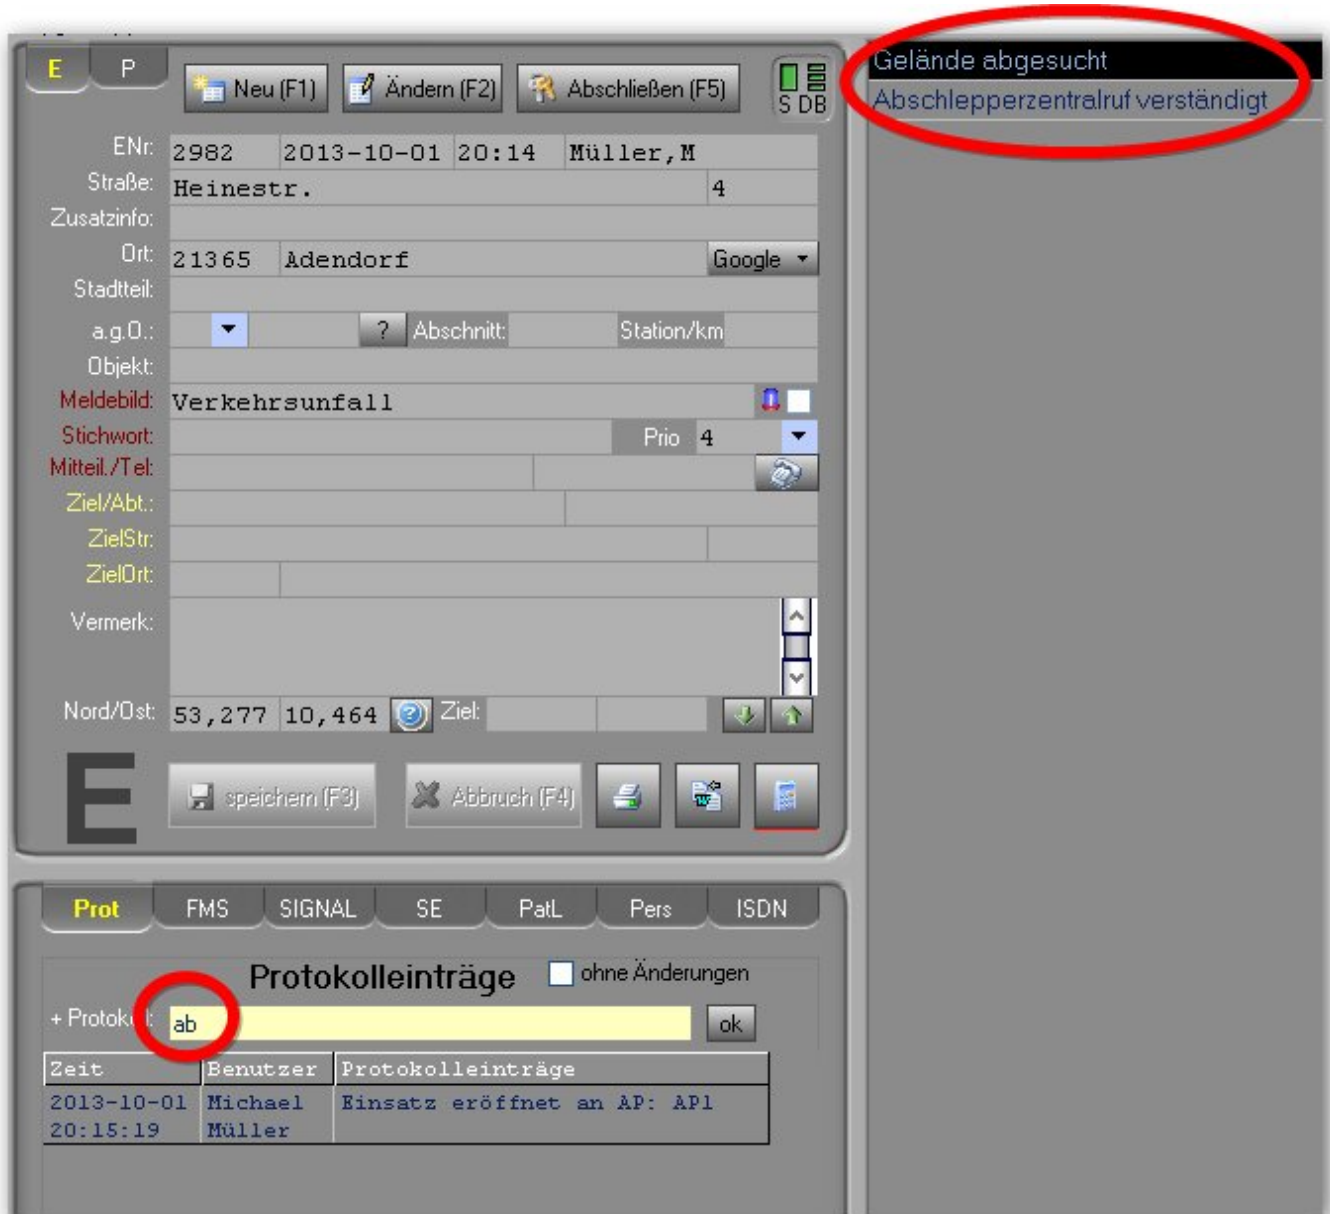 E P
Neu (F1) Ändern (F2) Abschließen (F5) S DB
Gelände abgesucht
Abschlepperzentralruf verständigt
ENr: 2982 2013-10-01 20:14 Müller,M
Straße: Heinestr. 4
Zusatzinfo:
Ort: 21365 Adendorf Google
Stadtteil:
a.g.O.: ? Abschnitt: Station/km
Objekt:
Meldebild: Verkehrsunfall
Stichwort: Prio 4
Mitteil./Tel:
Ziel/Abt.:
ZielStr:
ZielOrt:
Vermerk:
Nord/Ost: 53,277 10,464 Ziel:
E
speichern (F3) Abbruch (F4)
Prot FMS SIGNAL SE PatL Pers ISDN
Protokolleinträge ohne Änderungen
ab ok
Zeit Benutzer Protokolleinträge
2013-10-01 Michael Einsatz eröffnet an AP: AP1
20:15:19 Müller